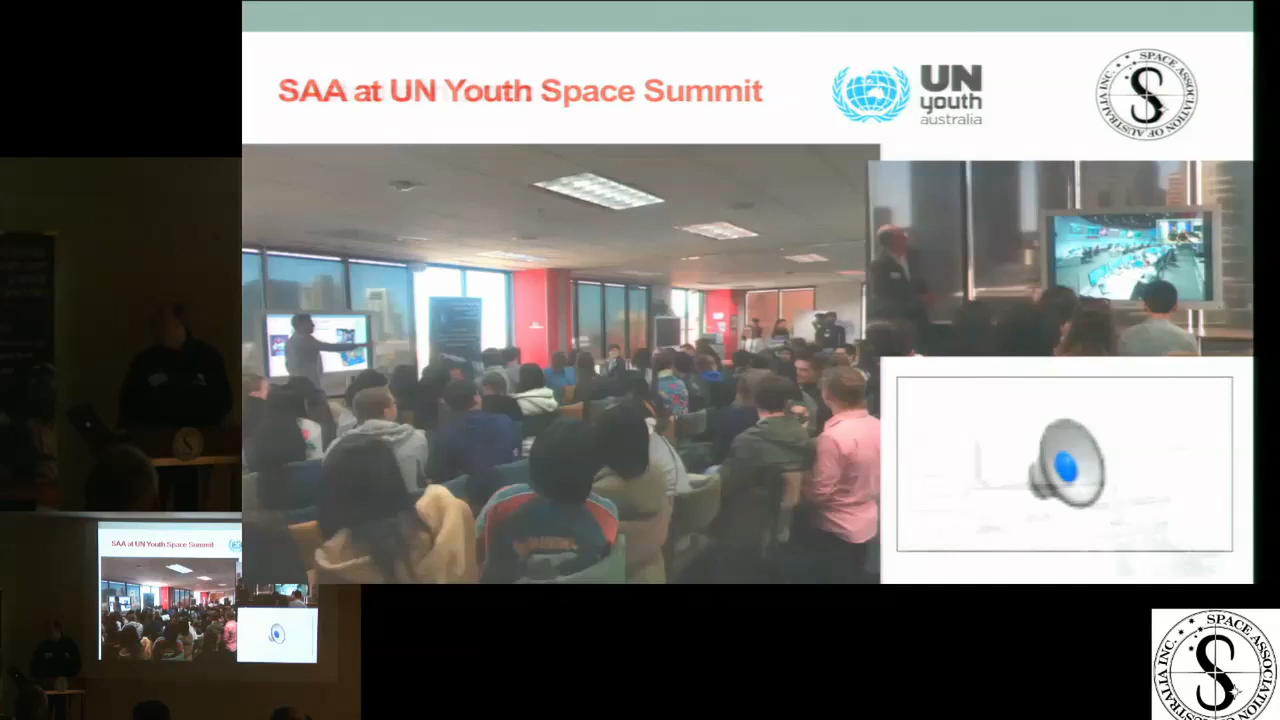 SAA at UN Youth Space Summit
UN
youth
australia
SPACE ASSOCIATION OF AUSTRALIA INC.
S
SAA at UN Youth Space Summit
SPACE ASSOCIATION
AUSTRALIA INC.
S